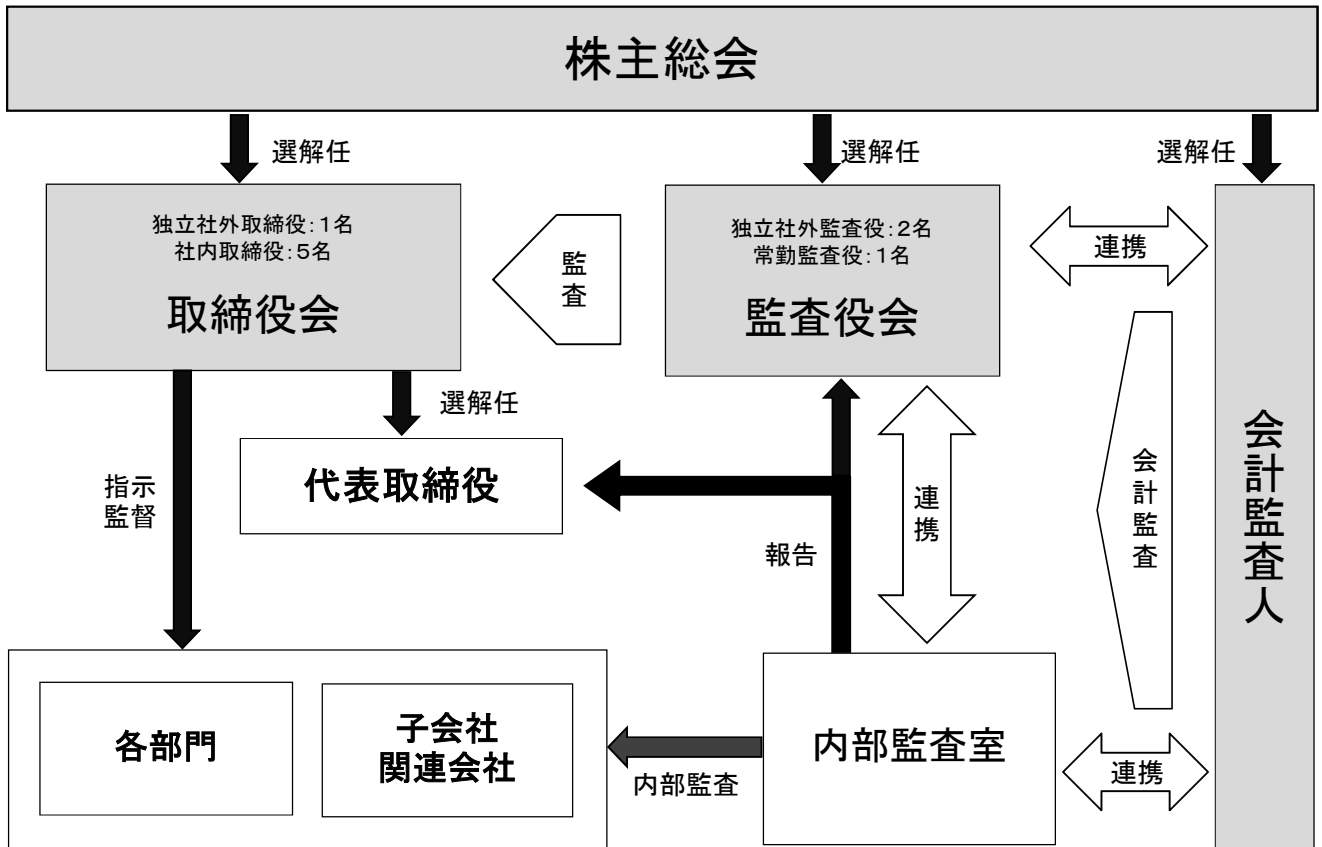 株主総会
選解任
選解任
選解任
独立社外取締役：1名
社内取締役：5名
取締役会
監
査
独立社外監査役：2名
常勤監査役：1名
監査役会
連携
選解任
代表取締役
指示
監督
報告
連
携
会
計
監
査
会
計
監
査
人
各部門
子会社
関連会社
内部監査
内部監査室
連携